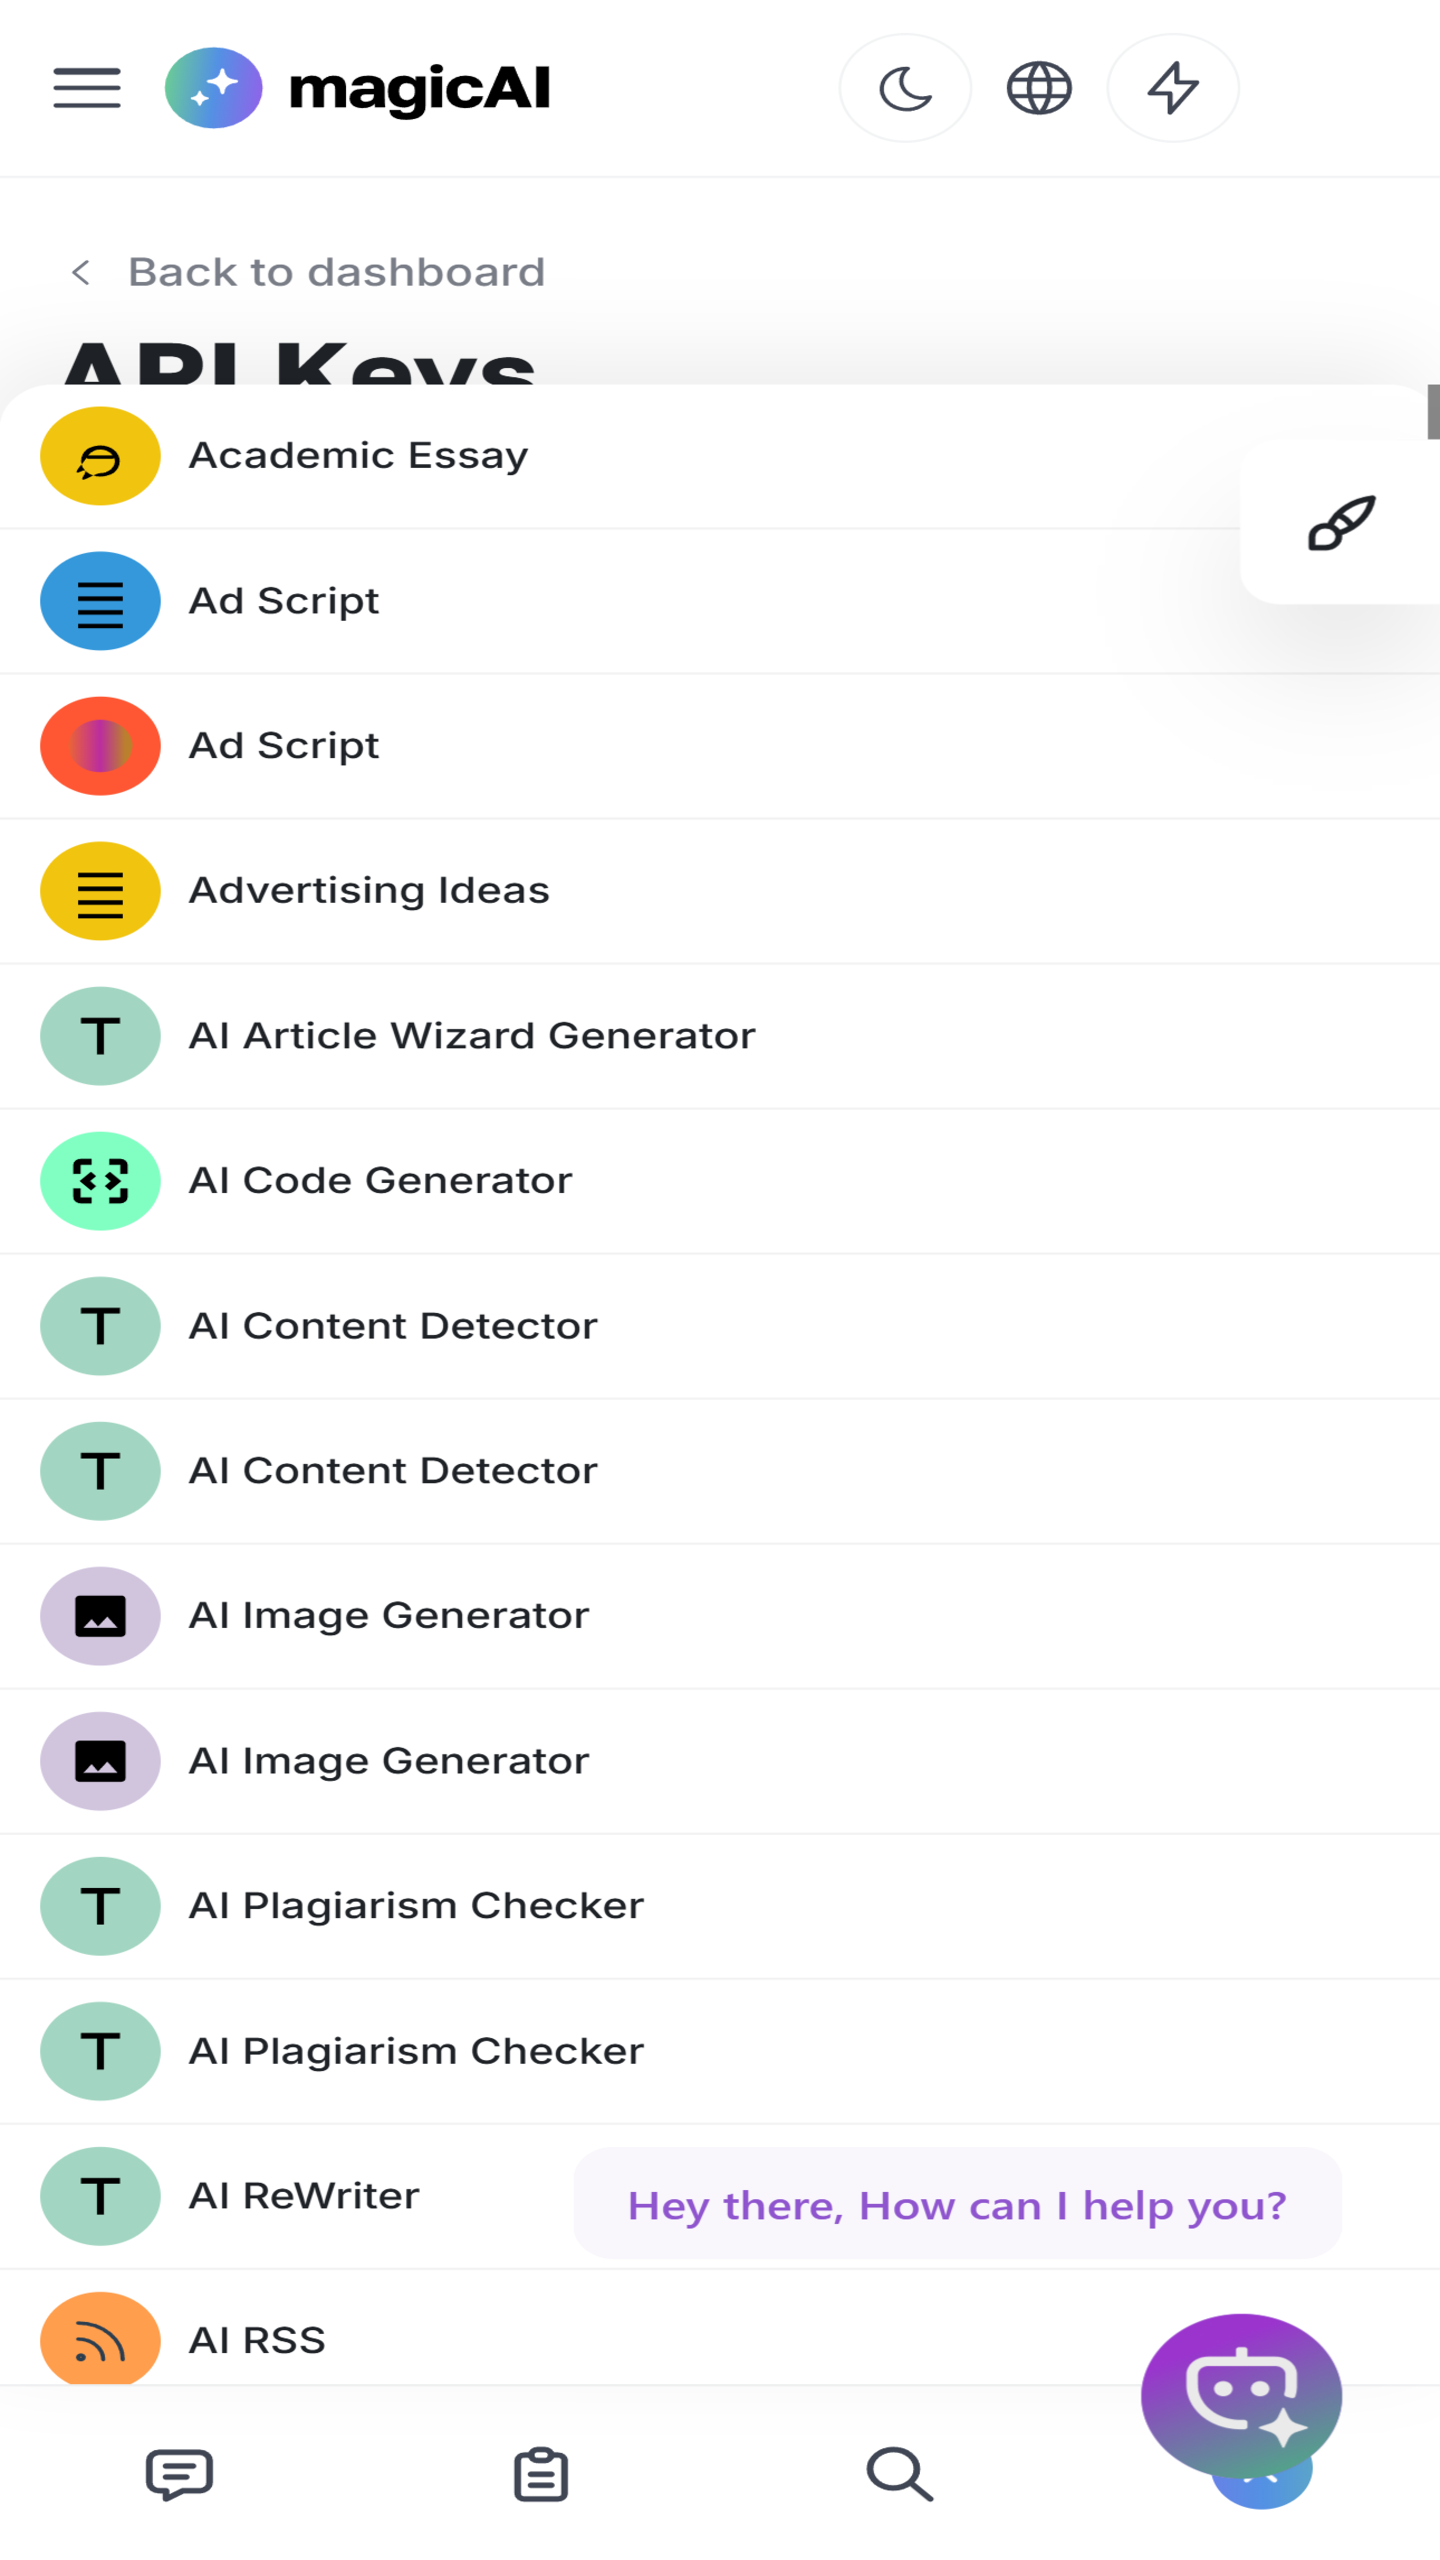 magicAI
Back to dashboard
API Keys
Academic Essay
Ad Script
Ad Script
Advertising Ideas
T AI Article Wizard Generator
AI Code Generator
T AI Content Detector
T AI Content Detector
AI Image Generator
AI Image Generator
T AI Plagiarism Checker
T AI Plagiarism Checker
T AI ReWriter
Hey there, How can I help you?
AI RSS